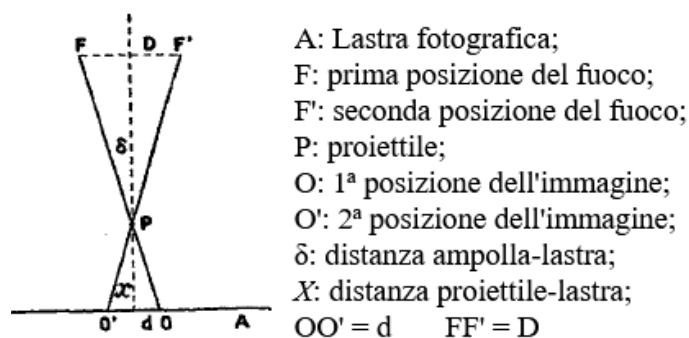 F D F'
δ
P
x
O' d O A
A: Lastra fotografica;
F: prima posizione del fuoco;
F': seconda posizione del fuoco;
P: proiettile;
O: 1ª posizione dell'immagine;
O': 2ª posizione dell'immagine;
δ: distanza ampolla-lastra;
X: distanza proiettile-lastra;
OO' = d FF' = D